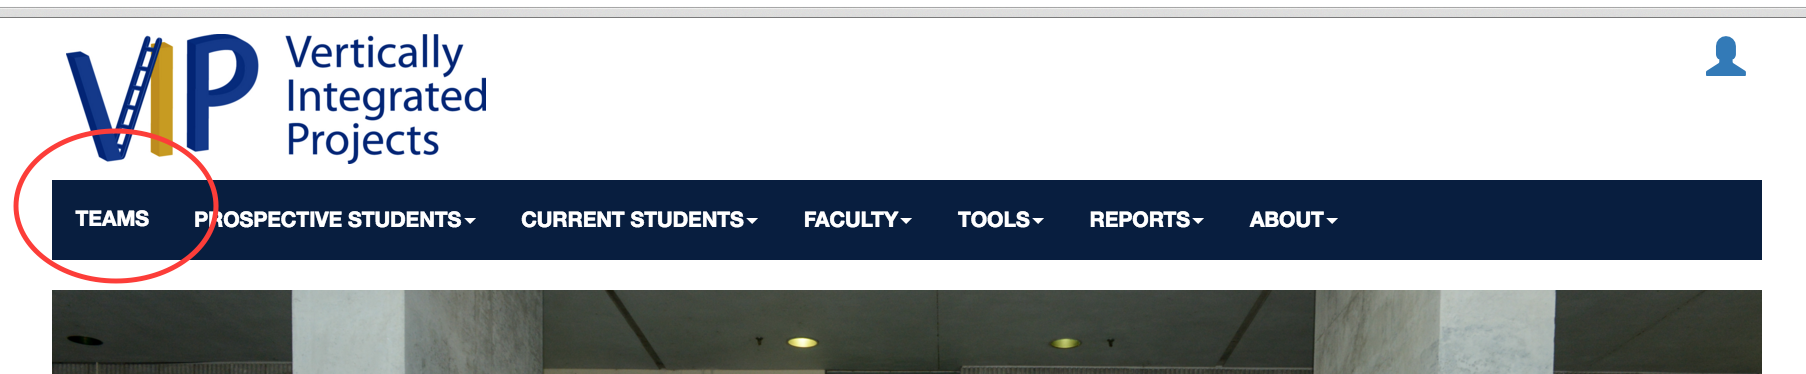 VIP
Vertically
Integrated
Projects
TEAMS PROSPECTIVE STUDENTS CURRENT STUDENTS FACULTY TOOLS REPORTS ABOUT